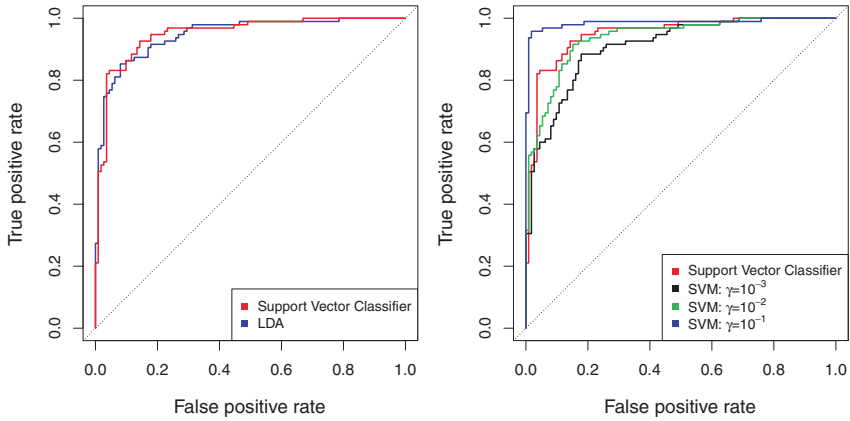 1.0
0.8
0.6
0.4
0.2
0.0
True positive rate
Support Vector Classifier
LDA
0.0 0.2 0.4 0.6 0.8 1.0
False positive rate
1.0
0.8
0.6
0.4
0.2
0.0
True positive rate
Support Vector Classifier
SVM: γ=10⁻³
SVM: γ=10⁻²
SVM: γ=10⁻¹
0.0 0.2 0.4 0.6 0.8 1.0
False positive rate